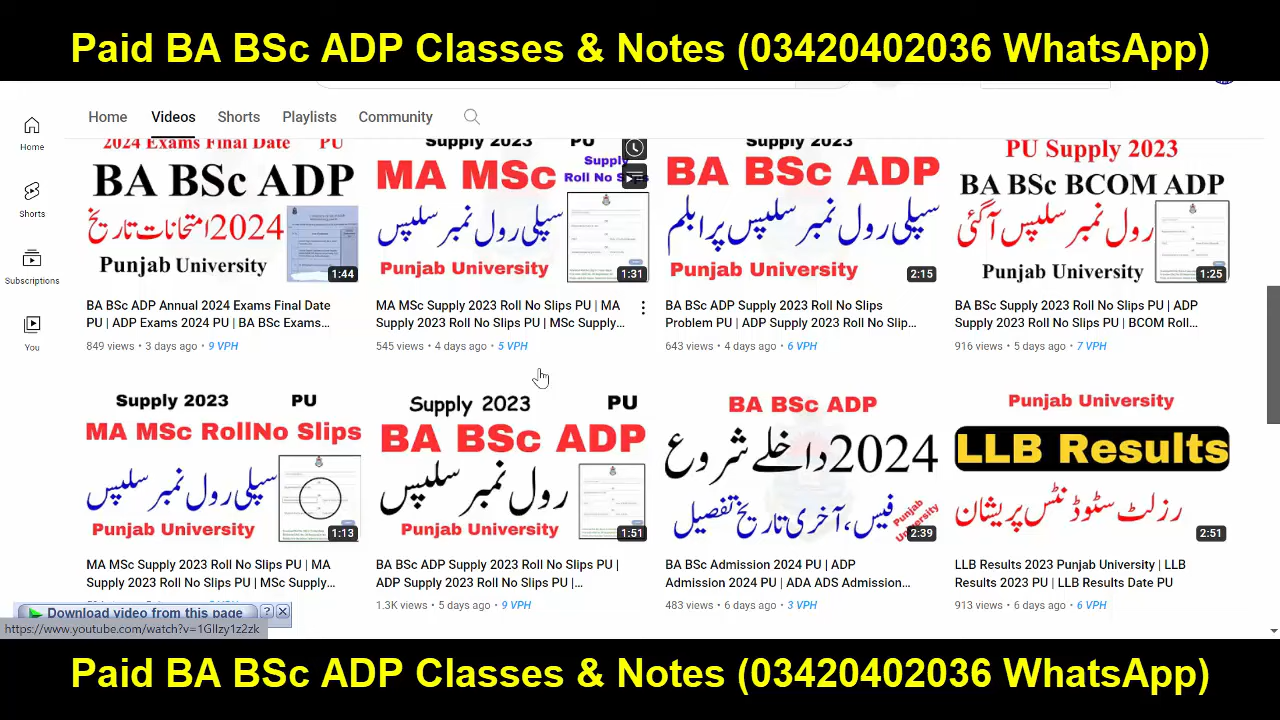 Paid BA BSc ADP Classes & Notes (03420402036 WhatsApp)
Home Videos Shorts Playlists Community
Home
Shorts
Subscriptions
You
2024 Exams Final Date PU
BA BSc ADP
2024 امتحانات تاریخ
Punjab University
1:44
BA BSc ADP Annual 2024 Exams Final Date
PU | ADP Exams 2024 PU | BA BSc Exams...
849 views • 3 days ago • 9 VPH
Supply 2023 PU
MA MSc
Supply
Roll No Slips
سپلی رول نمبر سلپس
Punjab University
1:31
MA MSc Supply 2023 Roll No Slips PU | MA
Supply 2023 Roll No Slips PU | MSc Supply...
545 views • 4 days ago • 5 VPH
Supply 2023 PU
BA BSc ADP
سپلی رول نمبر سلپس پرابلم
Punjab University
2:15
BA BSc ADP Supply 2023 Roll No Slips
Problem PU | ADP Supply 2023 Roll No Slip...
643 views • 4 days ago • 6 VPH
PU Supply 2023
BA BSc BCOM ADP
رول نمبر سلپس آ گئی
Punjab University
1:25
BA BSc Supply 2023 Roll No Slips PU | ADP
Supply 2023 Roll No Slips PU | BCOM Roll...
916 views • 5 days ago • 7 VPH
Supply 2023 PU
MA MSc RollNo Slips
سپلی رول نمبر سلپس
Punjab University
1:13
MA MSc Supply 2023 Roll No Slips PU | MA
Supply 2023 Roll No Slips PU | MSc Supply...
Supply 2023 PU
BA BSc ADP
رول نمبر سلپس
Punjab University
1:51
BA BSc ADP Supply 2023 Roll No Slips PU |
ADP Supply 2023 Roll No Slips PU |...
1.3K views • 5 days ago • 9 VPH
BA BSc ADP
2024 داخلے شروع
فیس، آخری تاریخ تفصیل
Punjab University
2:39
BA BSc Admission 2024 PU | ADP
Admission 2024 PU | ADA ADS Admission...
483 views • 6 days ago • 3 VPH
Punjab University
LLB Results
رزلٹ سٹوڈنٹس پریشان
2:51
LLB Results 2023 Punjab University | LLB
Results 2023 PU | LLB Results Date PU
913 views • 6 days ago • 6 VPH
Download video from this page ?
https://www.youtube.com/watch?v=1GIlzy1z2zk
Paid BA BSc ADP Classes & Notes (03420402036 WhatsApp)